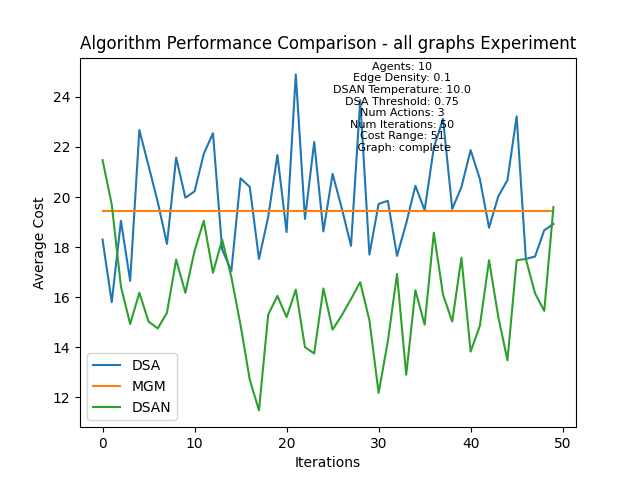 Algorithm Performance Comparison - all graphs Experiment
Agents: 10
Edge Density: 0.1
DSAN Temperature: 10.0
DSA Threshold: 0.75
Num Actions: 3
Num Iterations: 50
Cost Range: 51
Graph: complete
Average Cost
24
22
20
18
16
14
12
DSA
MGM
DSAN
0
10
20
30
40
50
Iterations